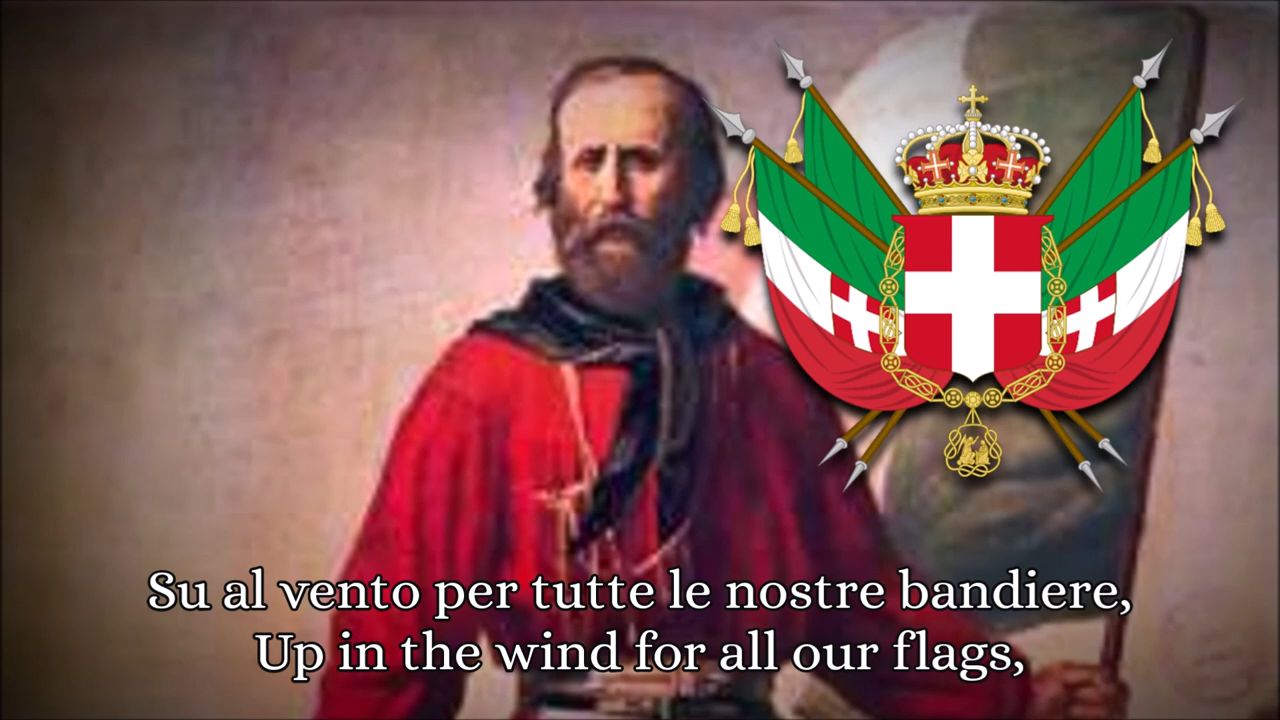 Su al vento per tutte le nostre bandiere,
Up in the wind for all our flags,